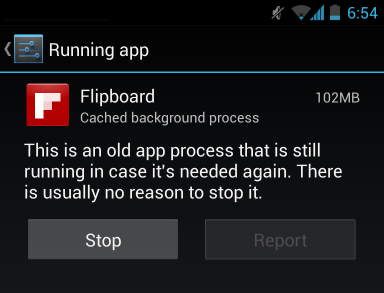 6:54
Running app
Flipboard 102MB
Cached background process
This is an old app process that is still
running in case it's needed again. There
is usually no reason to stop it.
Stop Report